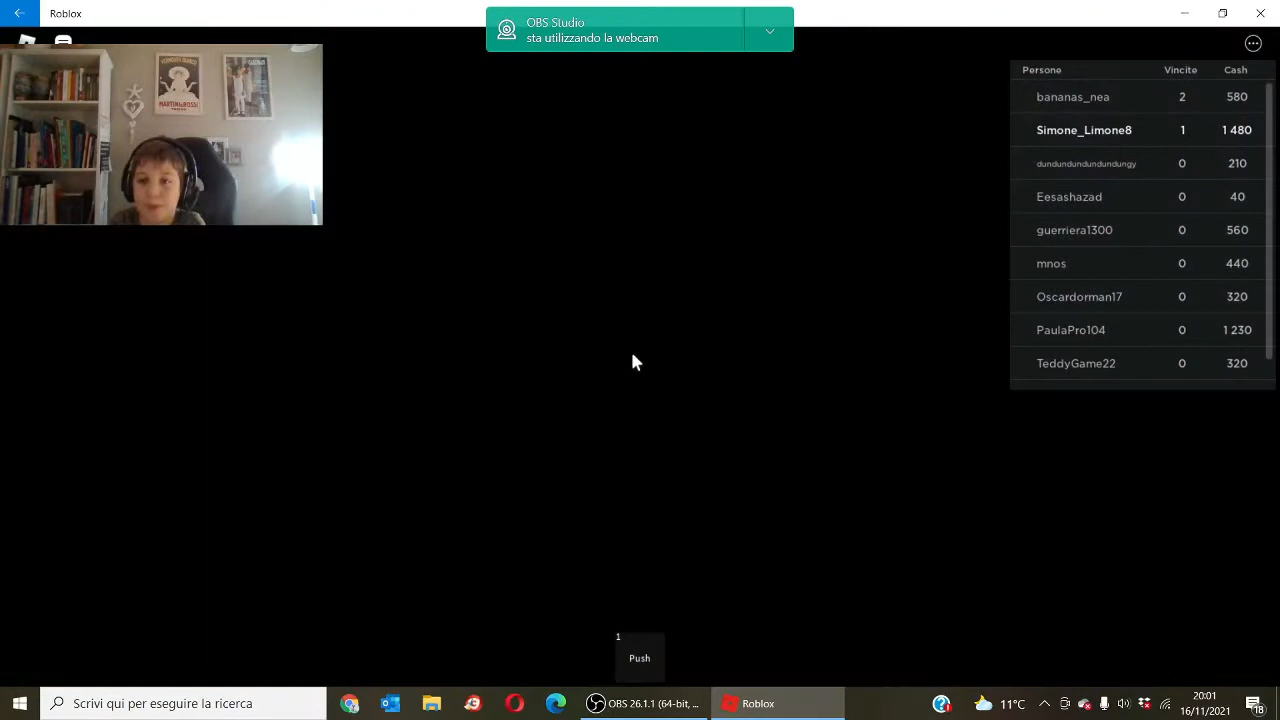 Roblox
OBS Studio
sta utilizzando la webcam
MARTINI & ROSSI
Persone Vincite Cash
bananas_nea 2 580
Simone_Limone8 1 1 480
dundundundundundungy 0 210
Eesashazad 0 40
guerriera1300 0 560
mnos 0 440
Oscardorman17 0 320
PaulaPro104 0 1 230
TeddyGame22 0 320
1
Push
Scrivi qui per eseguire la ricerca
OBS 26.1.1 (64-bit, ...
Roblox
11°C
20:01
16/11/2021
18